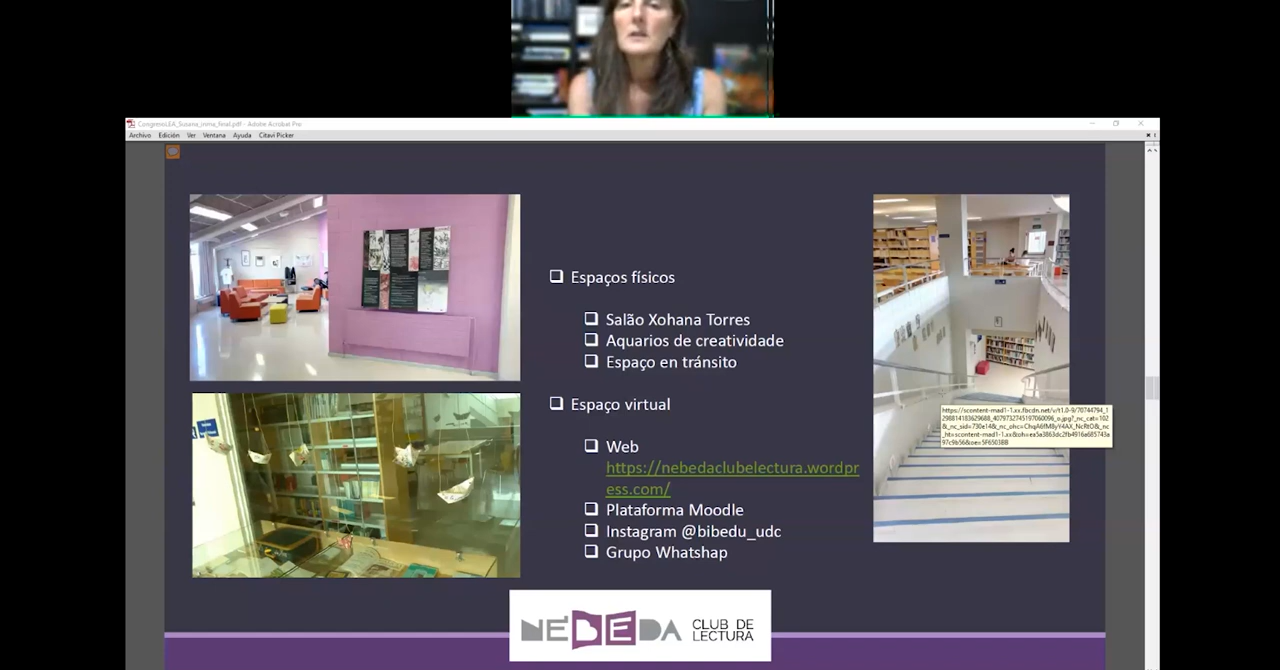 CongresoLEA_Susana_inma_final.pdf - Adobe Acrobat Pro
Archivo Edición Ver Ventana Ayuda Citavi Picker
Espaços físicos
Salão Xohana Torres
Aquarios de creatividade
Espaço en tránsito
Espaço virtual
Web
https://nebedaclubelectura.wordpr
ess.com/
Plataforma Moodle
Instagram @bibedu_udc
Grupo Whatshap
NÉBEDA
CLUB DE
LECTURA